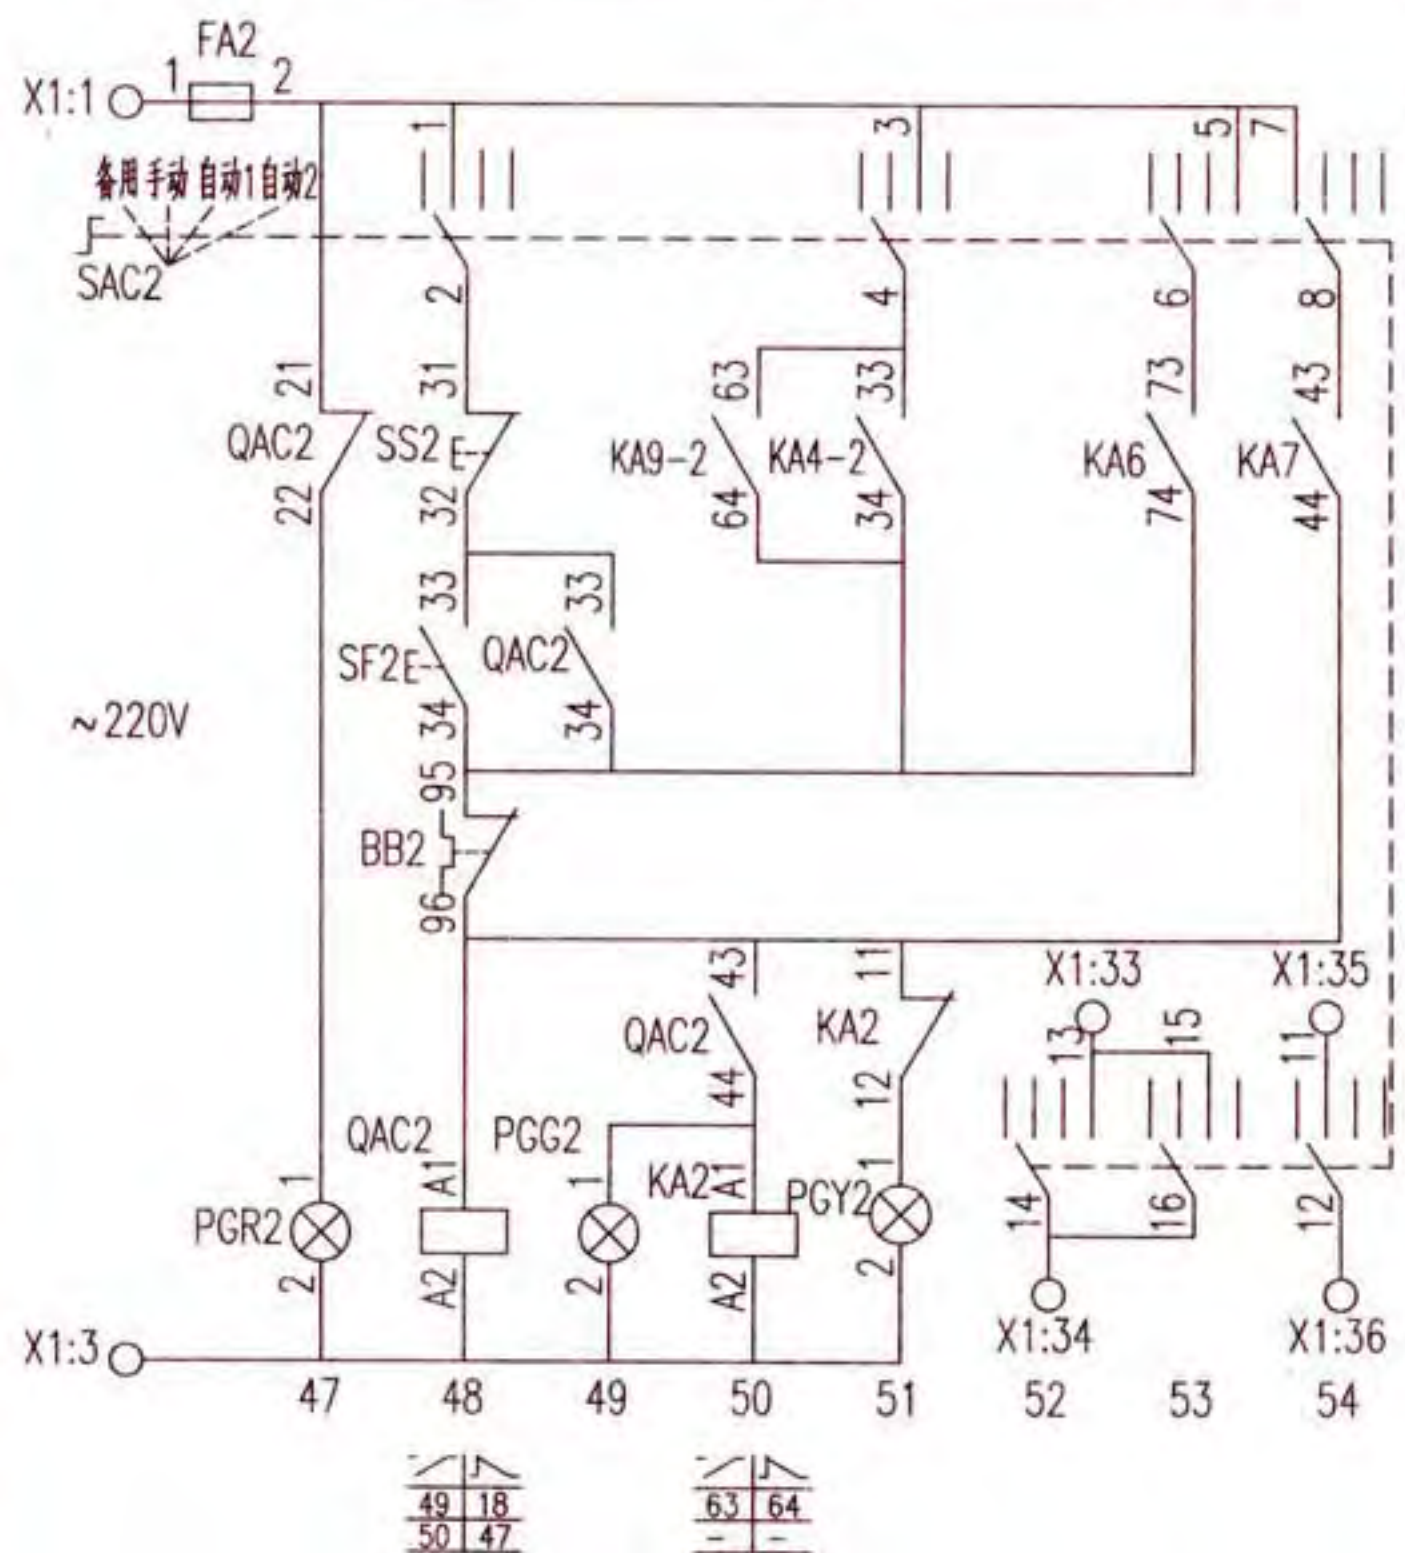 FA2
X1:1 1 2
1 3 5 7
备用 手动 自动1 自动2
SAC2
2 4 6 8
21 31 63 33 73 43
QAC2 SS2 E KA9-2 KA4-2 KA6 KA7
22 32 64 34 74 44
33 33
SF2 E QAC2
34 34
~220V
95
BB2
96
43 11 X1:33 X1:35
QAC2 KA2 13 15 11
44 12
QAC2 PGG2
A1 1 KA2 A1 PGY2 1
PGR2 1
14 16 12
2 A2 2 A2 2
X1:34 X1:36
X1:3
47 48 49 50 51 52 53 54
49 18 63 64
50 47 - -